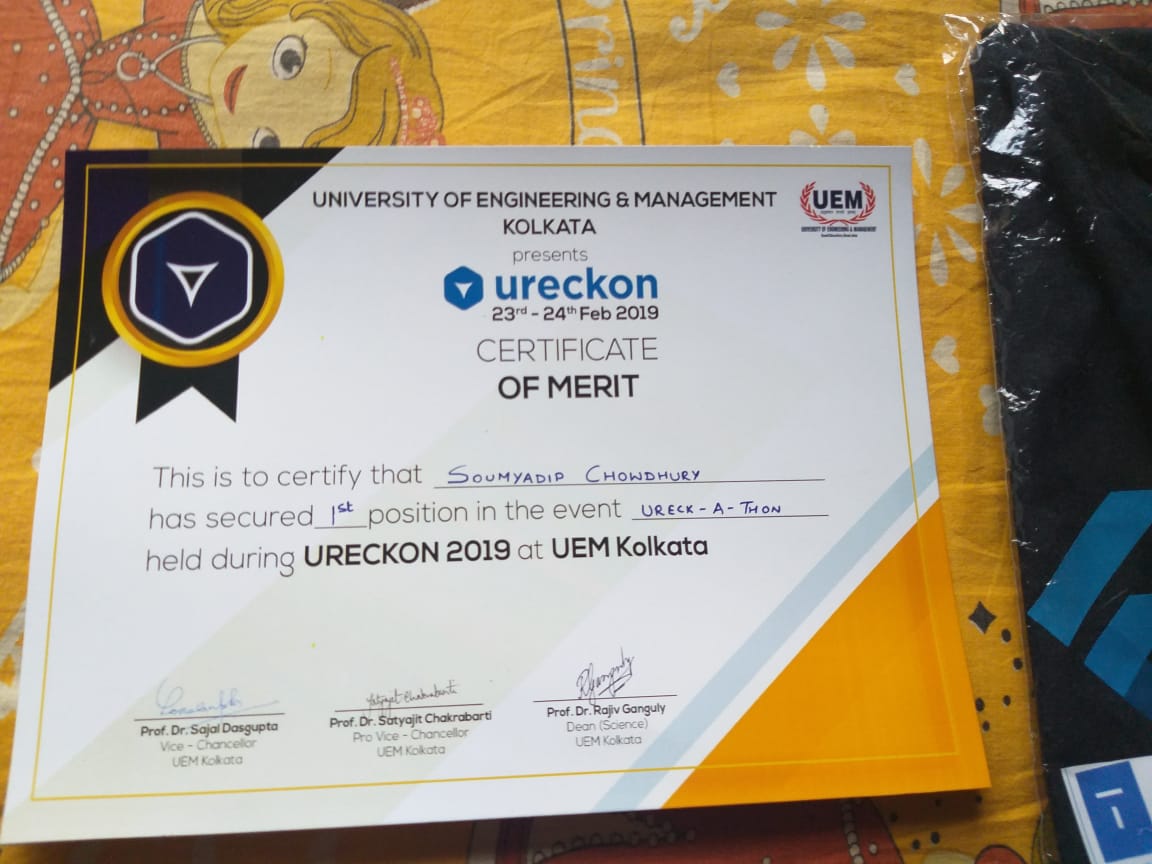 UNIVERSITY OF ENGINEERING & MANAGEMENT
KOLKATA
UEM
UNIVERSITY OF ENGINEERING & MANAGEMENT
presents
ureckon
23rd - 24th Feb 2019
CERTIFICATE
OF MERIT
This is to certify that SOUMYADIP CHOWDHURY
has secured 1st position in the event URECK-A-THON
held during URECKON 2019 at UEM Kolkata
Satyajit Chakrabarti
RGanguly
Prof. Dr. Sajal Dasgupta
Vice - Chancellor
UEM Kolkata
Prof. Dr. Satyajit Chakrabarti
Pro Vice - Chancellor
UEM Kolkata
Prof. Dr. Rajiv Ganguly
Dean (Science)
UEM Kolkata